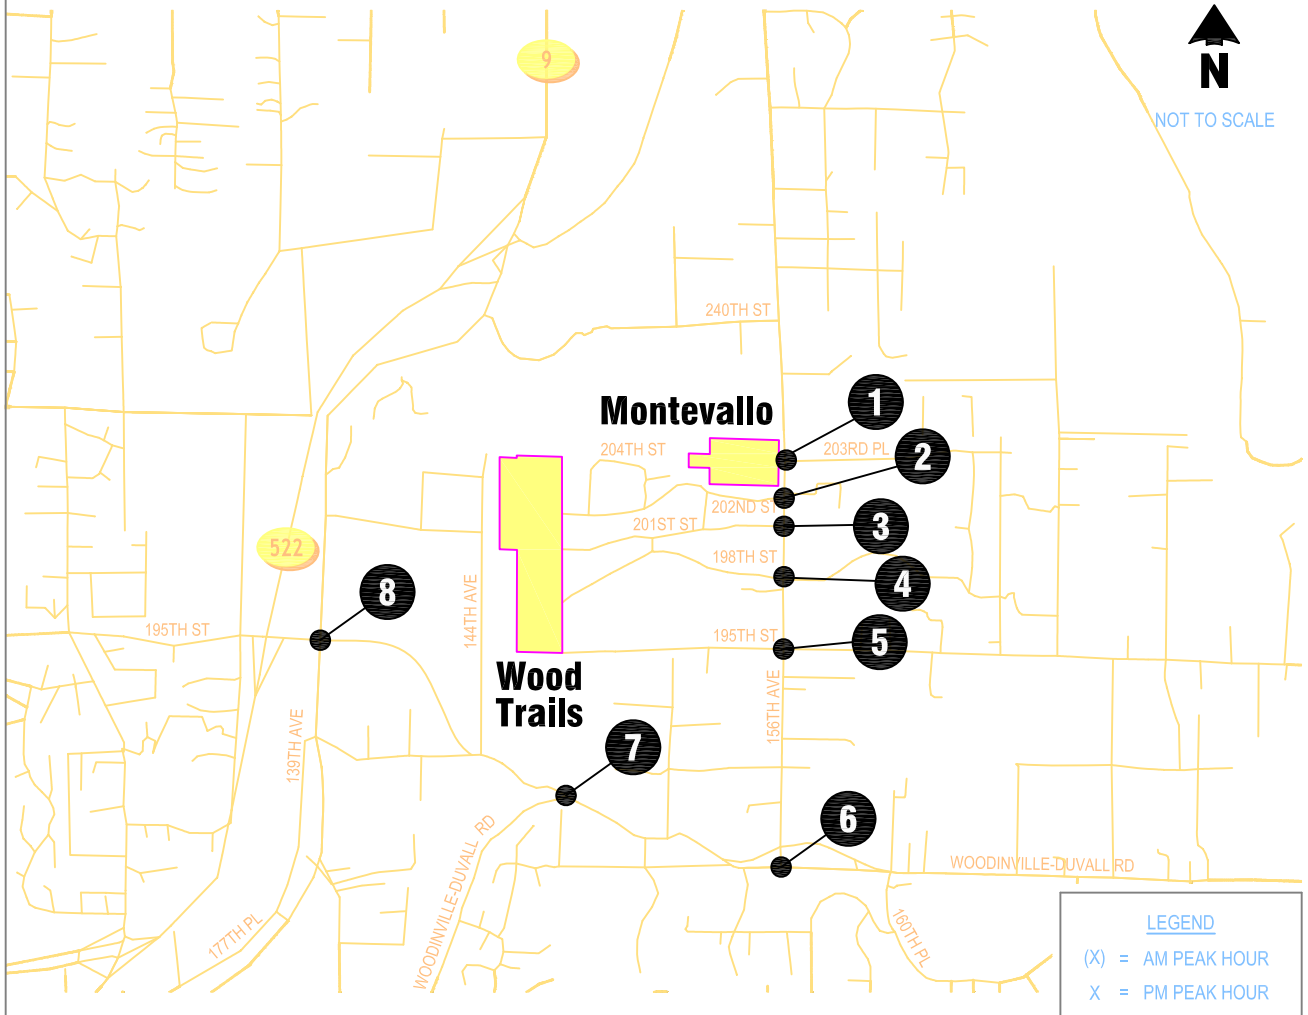 9
N
NOT TO SCALE
240TH ST
1
Montevallo
204TH ST
203RD PL
2
202ND ST
201ST ST
3
522
198TH ST
4
8
144TH AVE
195TH ST
195TH ST
5
Wood
Trails
156TH AVE
139TH AVE
7
6
WOODINVILLE-DUVALL RD
WOODINVILLE-DUVALL RD
177TH PL
160TH PL
LEGEND
(X) = AM PEAK HOUR
X = PM PEAK HOUR